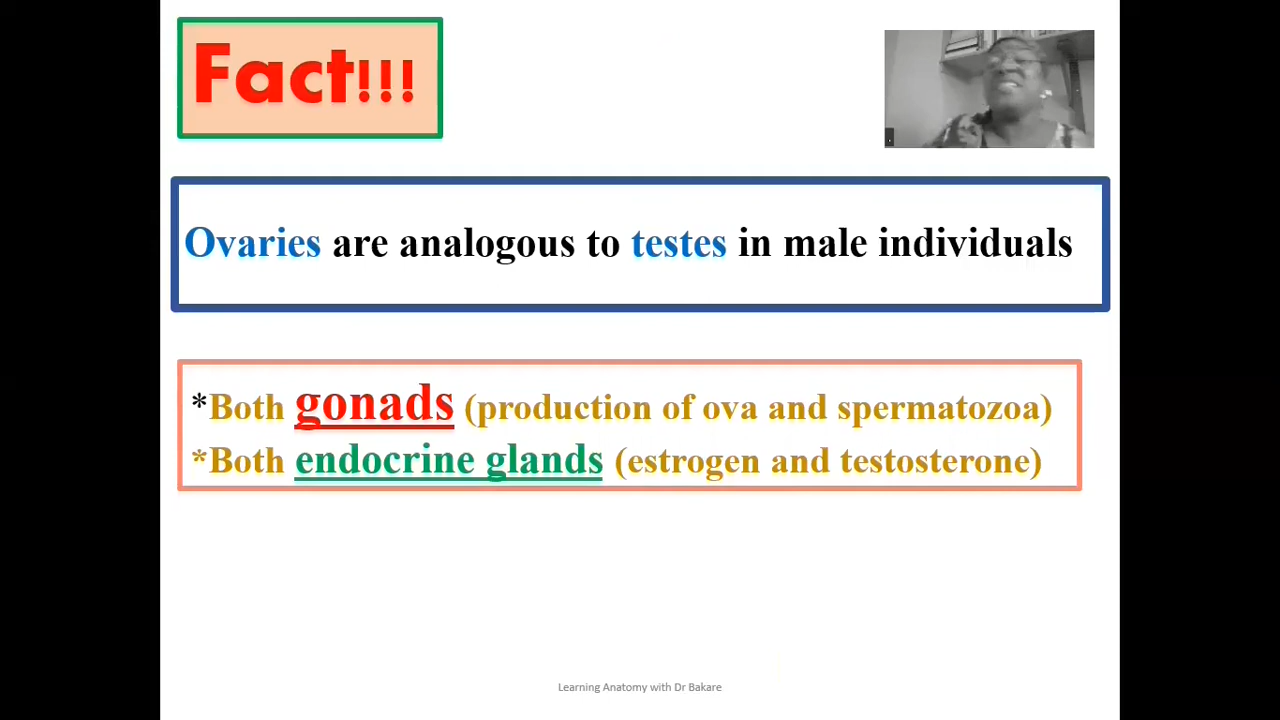 Fact!!!
Ovaries are analogous to testes in male individuals
*Both gonads (production of ova and spermatozoa)
*Both endocrine glands (estrogen and testosterone)
Learning Anatomy with Dr Bakare